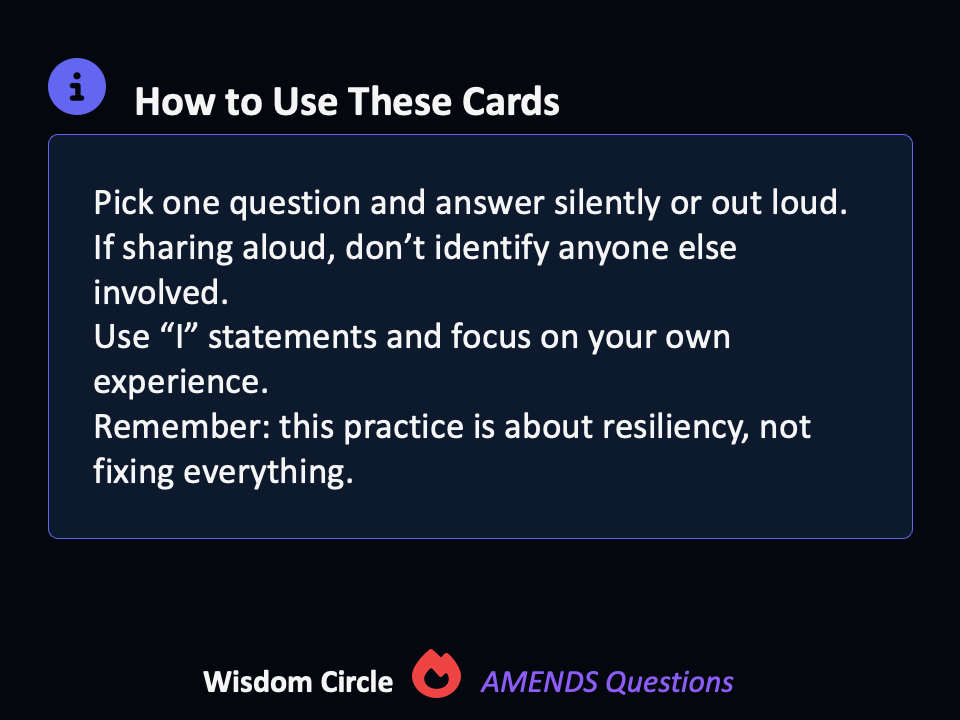 How to Use These Cards
Pick one question and answer silently or out loud.
If sharing aloud, don’t identify anyone else
involved.
Use “I” statements and focus on your own
experience.
Remember: this practice is about resiliency, not
fixing everything.
Wisdom Circle AMENDS Questions